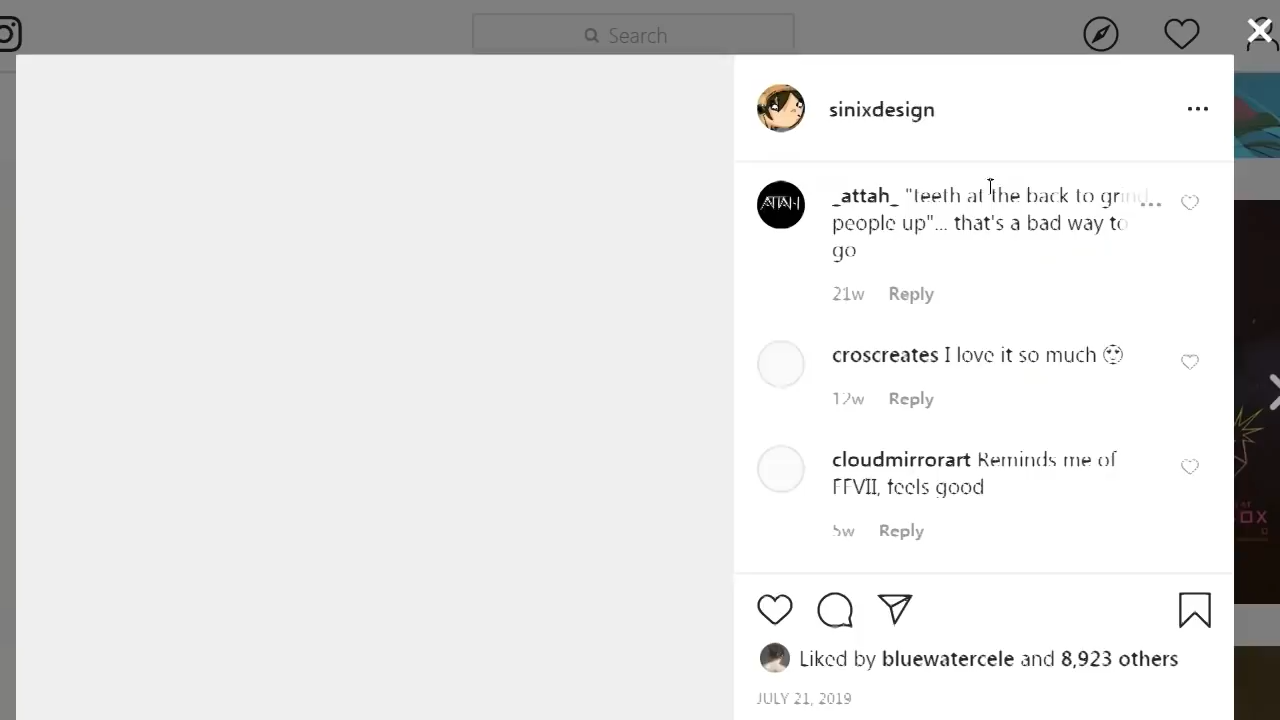 Search
sinixdesign
_attah_ "teeth at the back to grind
people up"... that's a bad way to
go
21w Reply
croscreates I love it so much 🥺
12w Reply
cloudmirrorart Reminds me of
FFVII, feels good
5w Reply
Liked by bluewatercele and 8,923 others
JULY 21, 2019
ATTAH